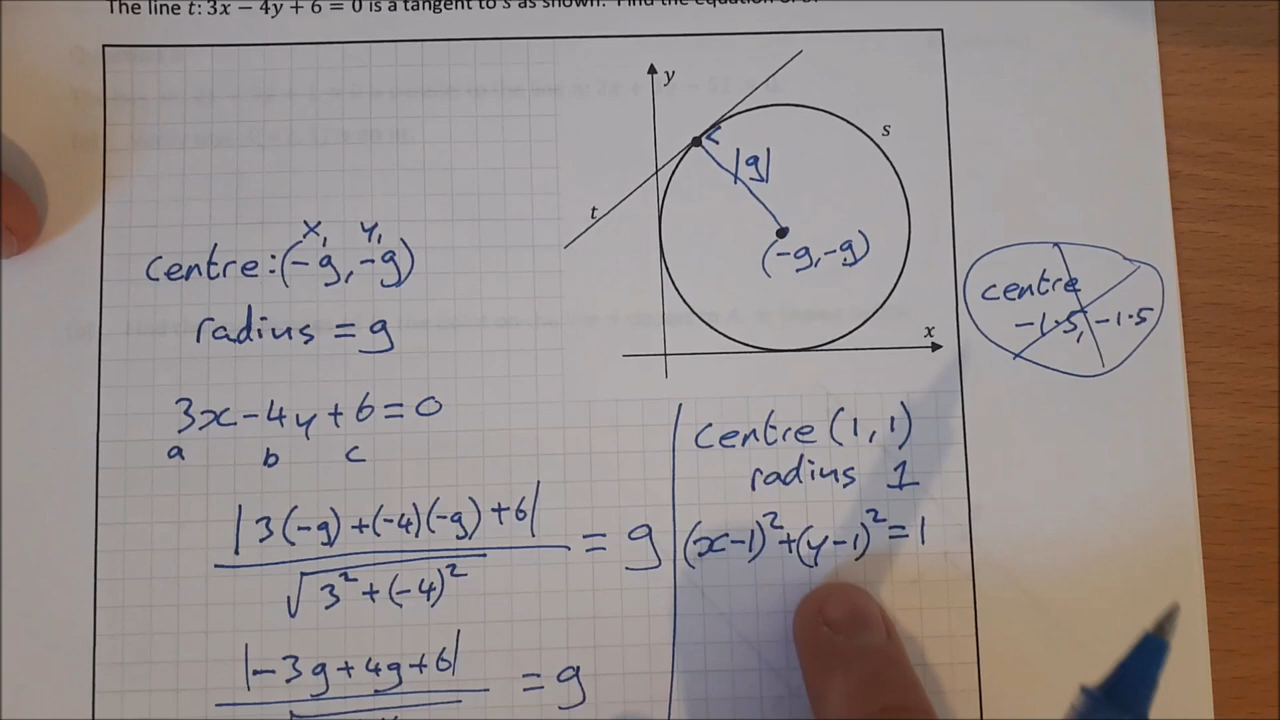 The line t: 3x − 4y + 6 = 0 is a tangent to s as shown. Find the equation of s.
y
s
|g|
t
(-g,-g)
x
x₁ y₁
centre:(-g,-g)
radius = g
3x-4y+6=0
a b c
|3(-g)+(-4)(-g)+6|
√3²+(-4)²
= g
|-3g+4g+6|
= g
centre (1,1)
radius 1
(x-1)²+(y-1)²=1
centre
-1.5,-1.5